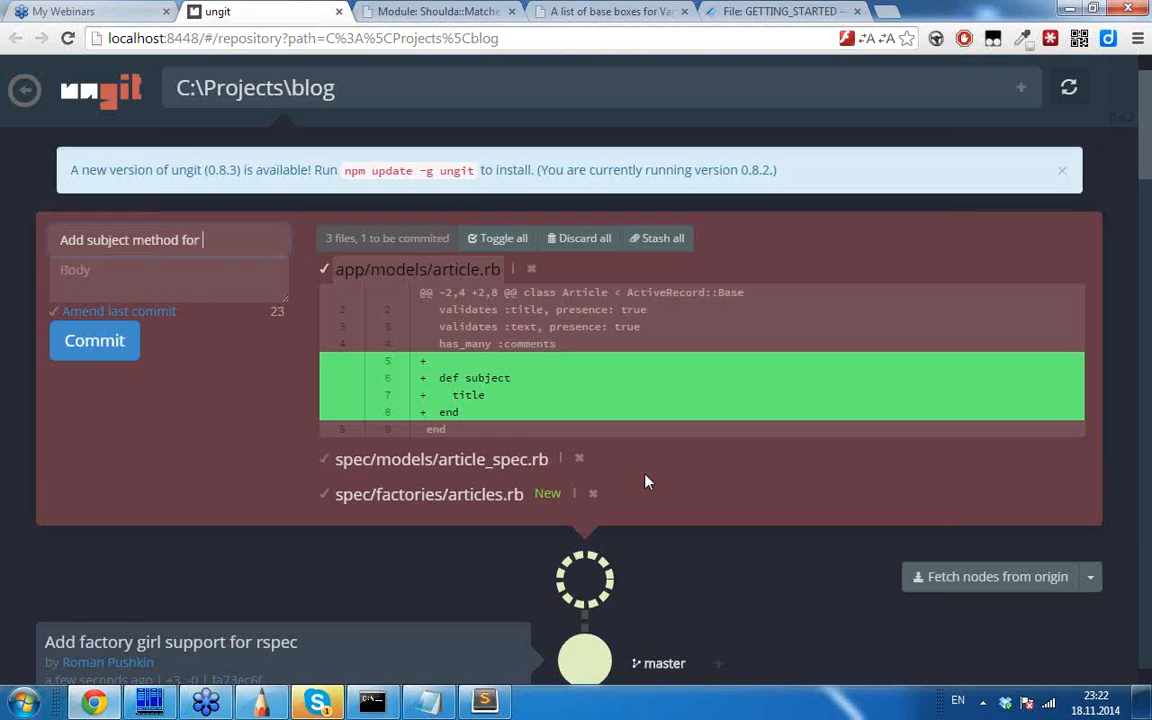 My Webinars
ungit
Module: Shoulda::Matche
A list of base boxes for Va
File: GETTING_STARTED —
localhost:8448/#/repository?path=C%3A%5CProjects%5Cblog
ungit
C:\Projects\blog
A new version of ungit (0.8.3) is available! Run npm update -g ungit to install. (You are currently running version 0.8.2.)
Add subject method for
3 files, 1 to be commited
Toggle all
Discard all
Stash all
Body
app/models/article.rb
@@ -2,4 +2,8 @@ class Article < ActiveRecord::Base
2 2 validates :title, presence: true
3 3 validates :text, presence: true
4 4 has_many :comments
5 +
6 + def subject
7 + title
8 + end
5 9 end
Amend last commit
23
Commit
spec/models/article_spec.rb
spec/factories/articles.rb New
Fetch nodes from origin
Add factory girl support for rspec
by Roman Pushkin
master
a few seconds ago | +3, -0 | fa73ec6f
EN
23:22
18.11.2014